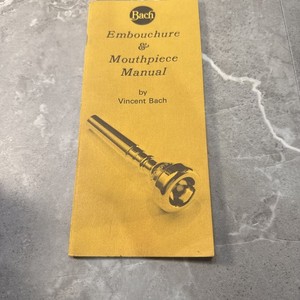 Bach
Embouchure
&
Mouthpiece
Manual
by
Vincent Bach